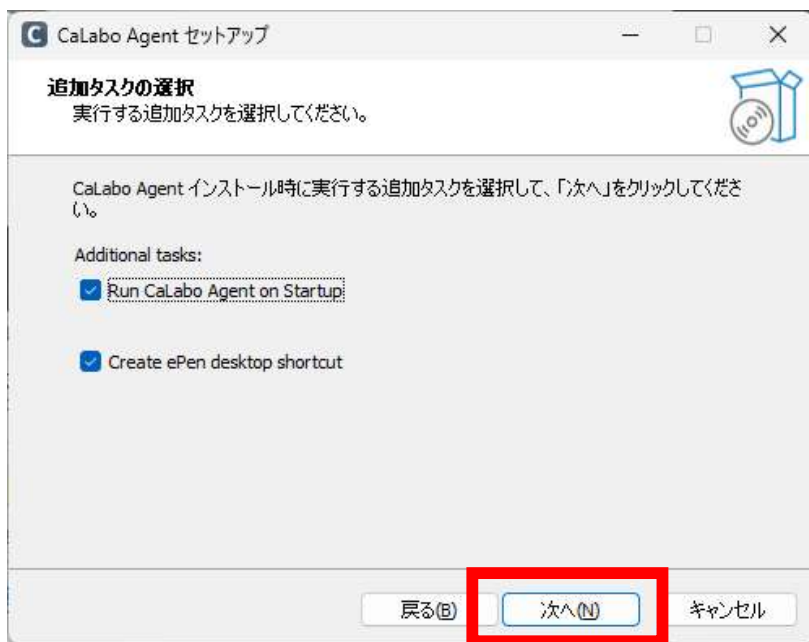 CaLabo Agent セットアップ
追加タスクの選択
実行する追加タスクを選択してください。
CaLabo Agent インストール時に実行する追加タスクを選択して、「次へ」をクリックしてくださ
い。
Additional tasks:
Run CaLabo Agent on Startup
Create ePen desktop shortcut
戻る(B) 次へ(N) キャンセル